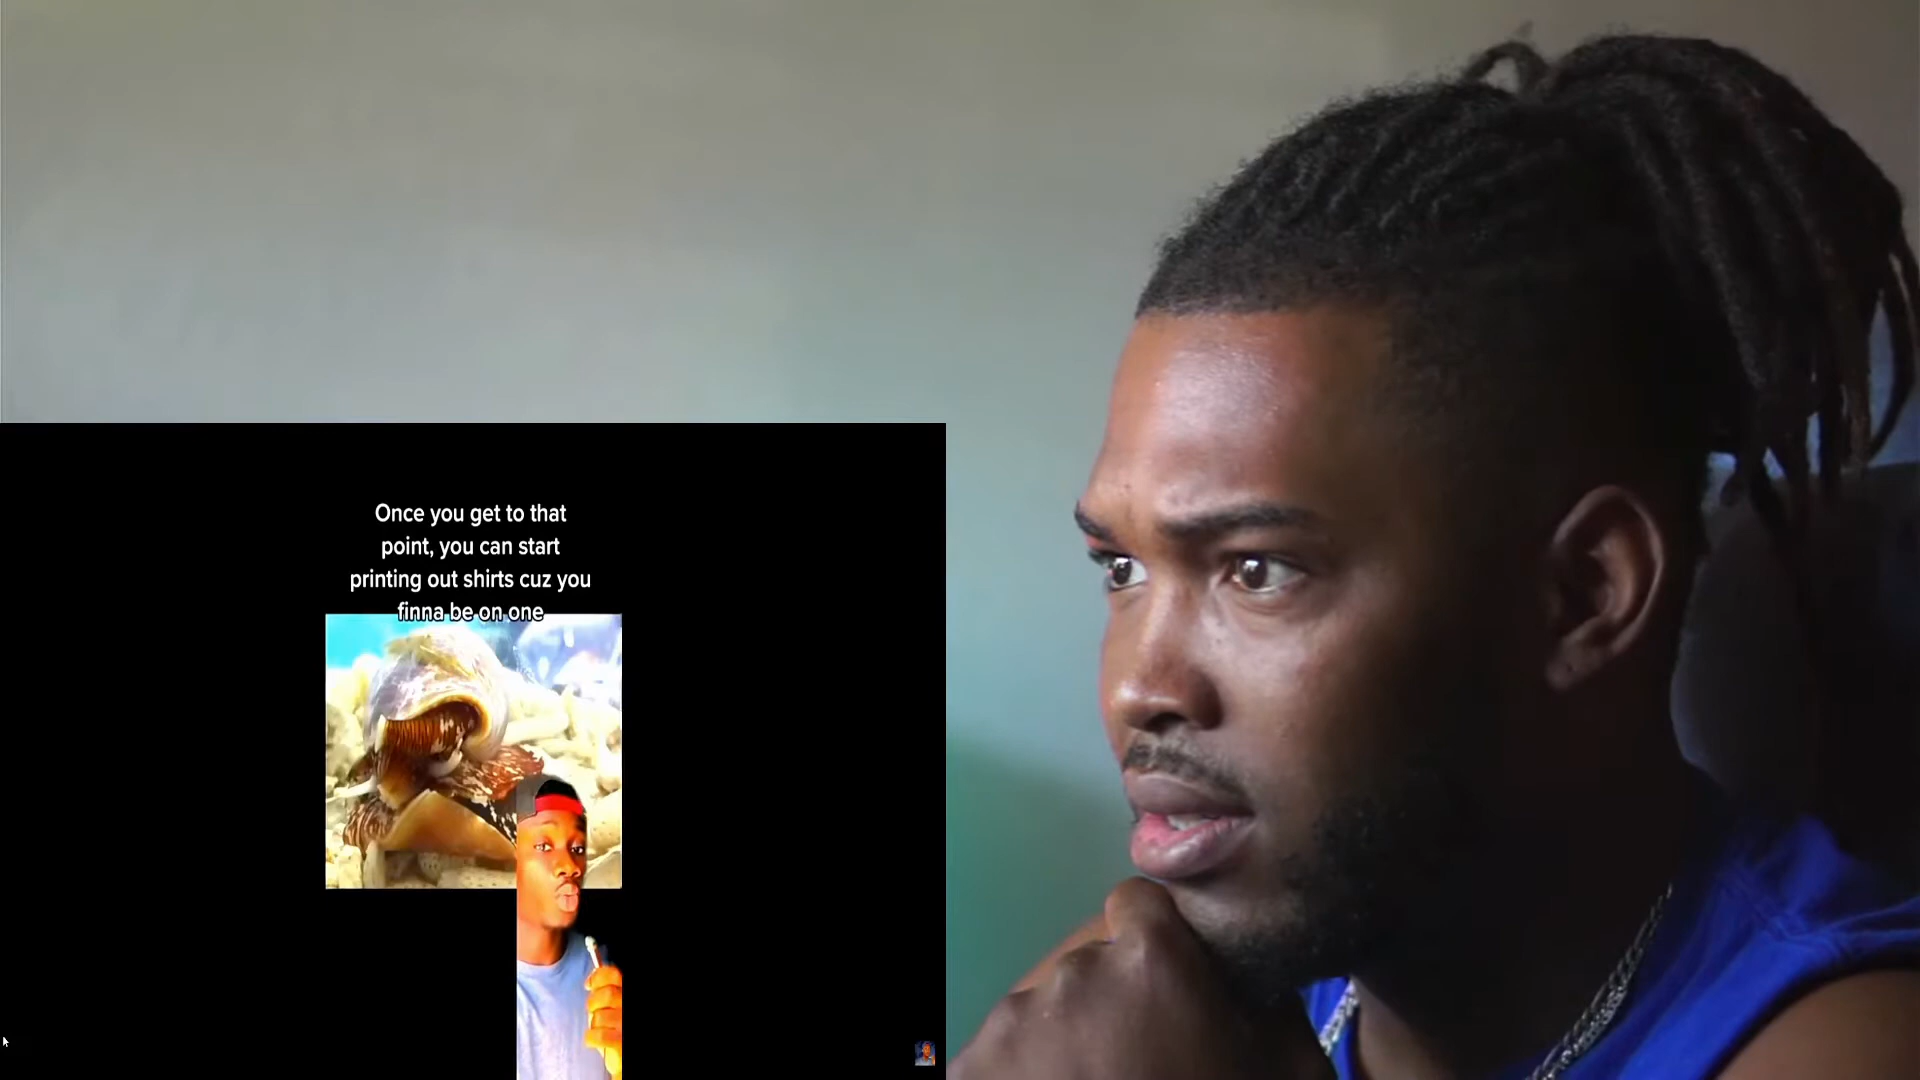 Once you get to that
point, you can start
printing out shirts cuz you
finna be on one